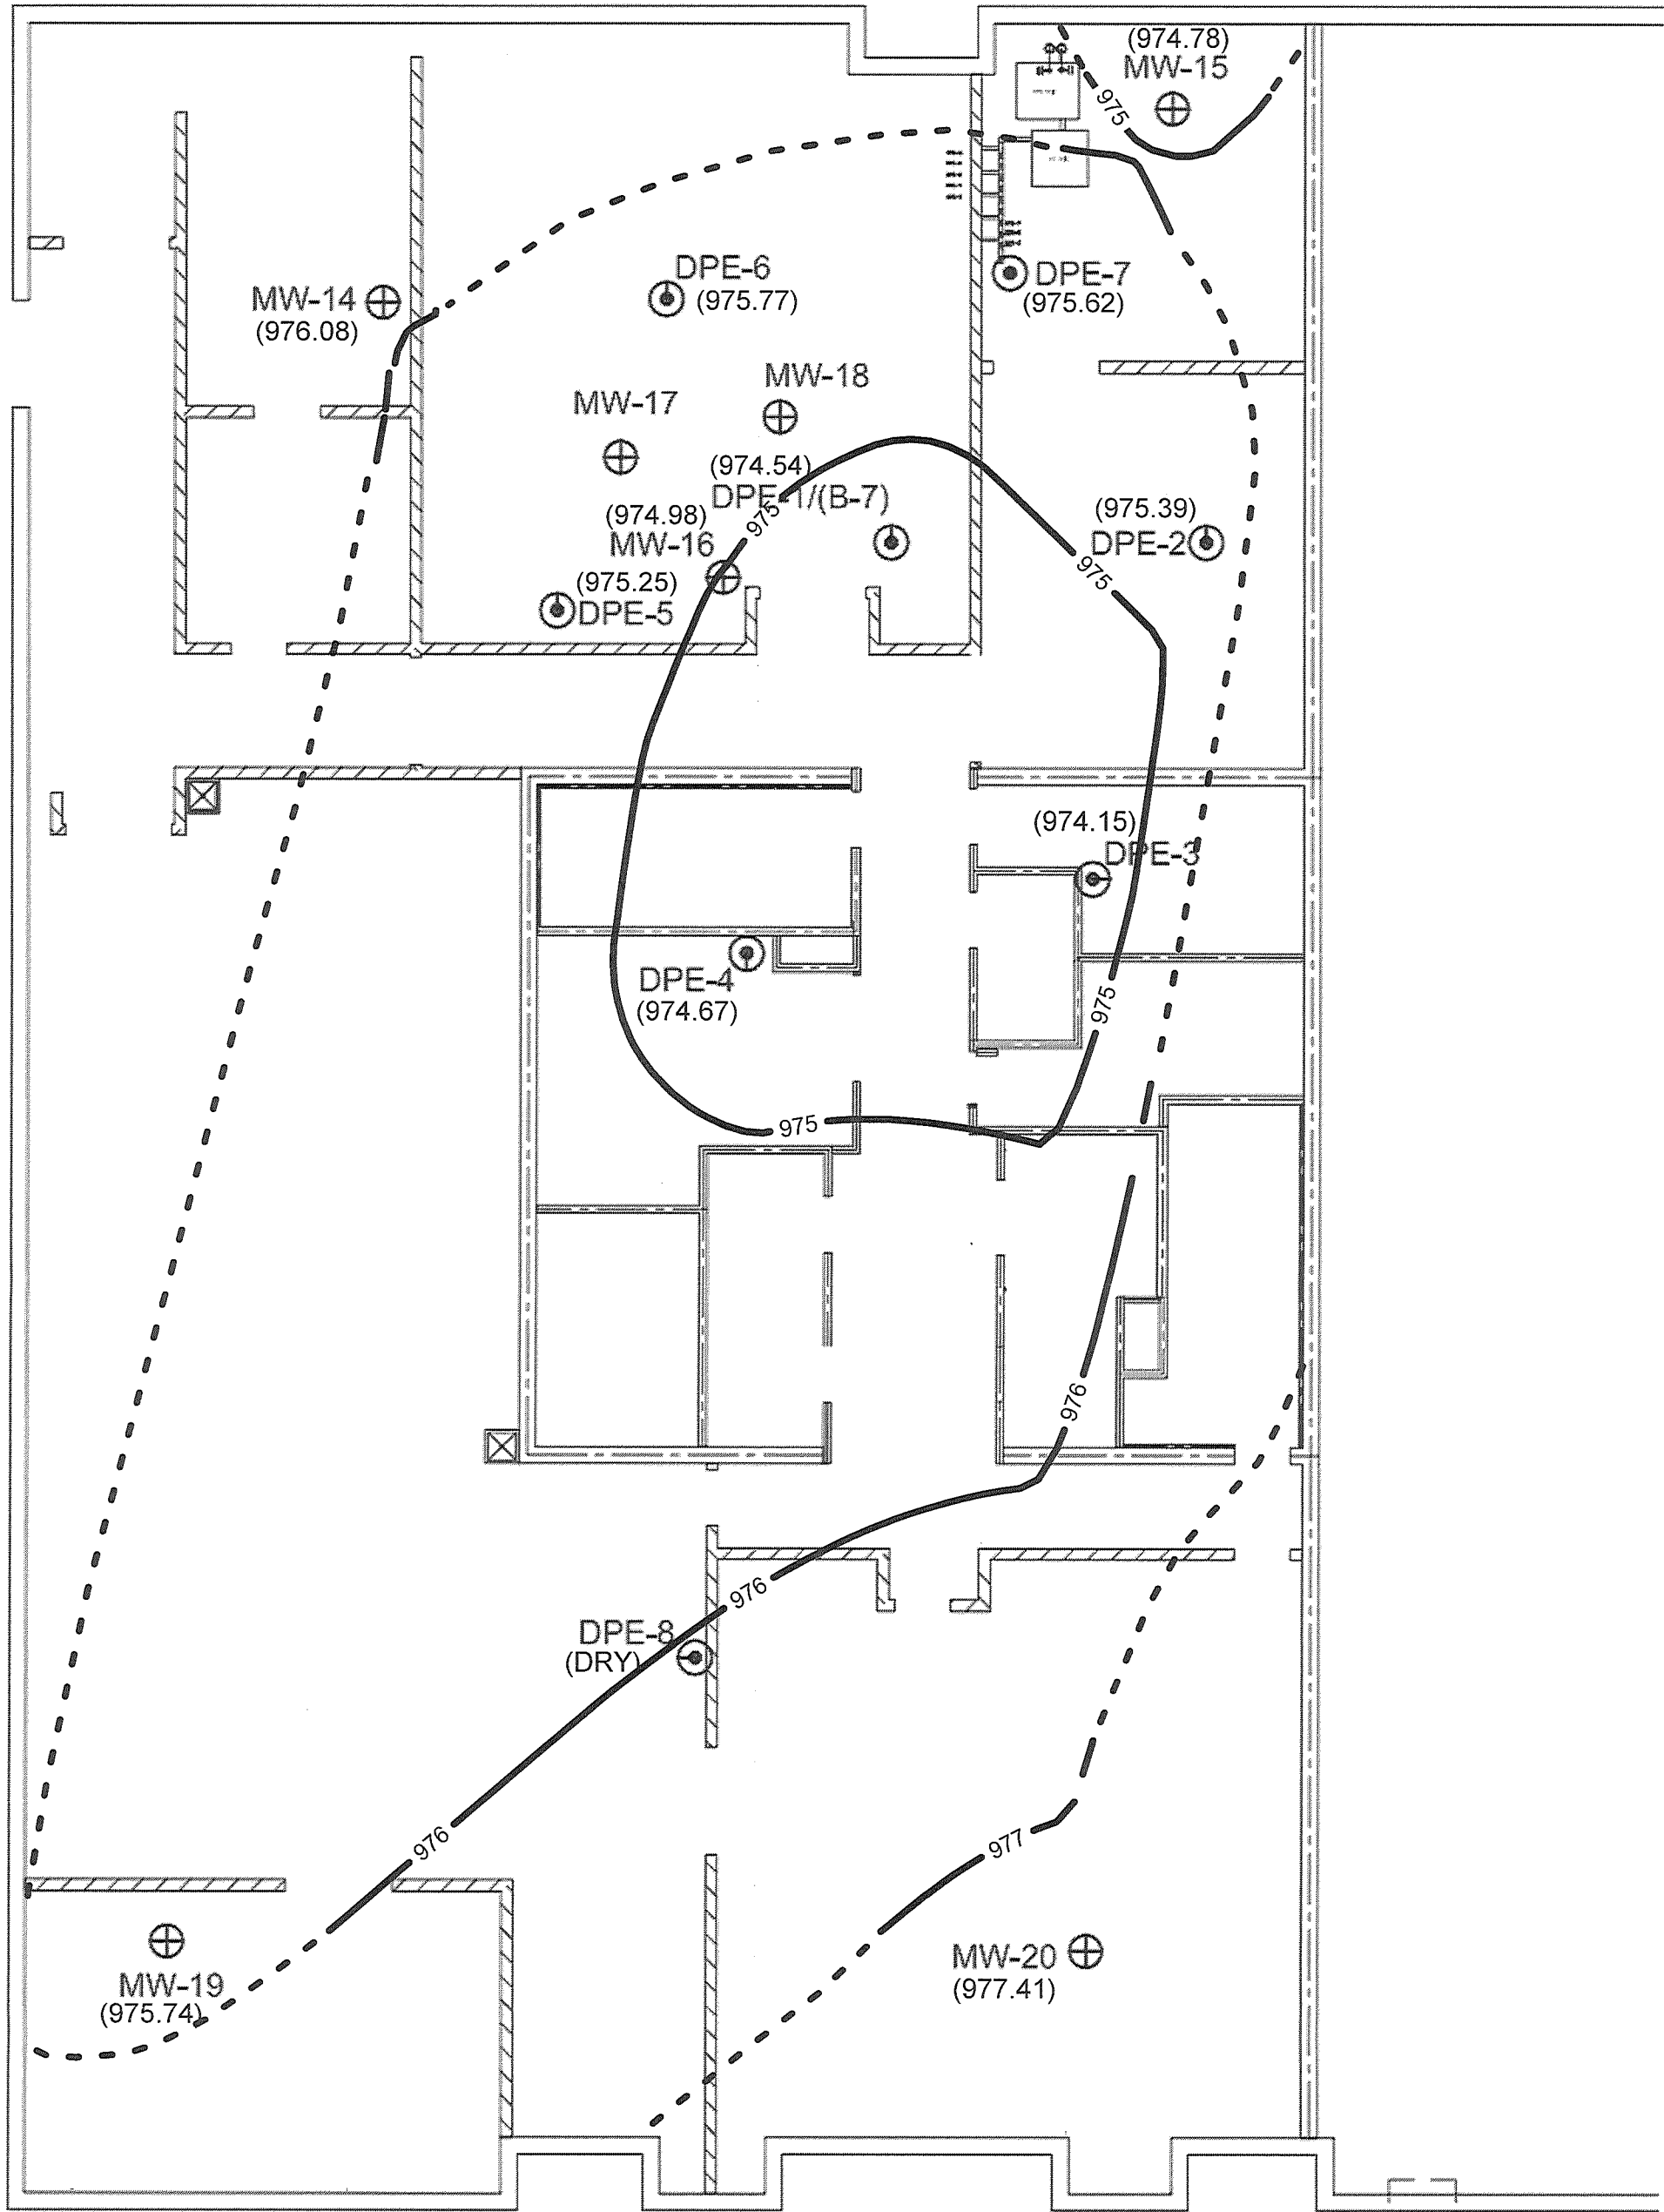 (974.78)
MW-15
975
DPE-6
(975.77)
DPE-7
(975.62)
MW-14
(976.08)
MW-18
MW-17
(974.54)
DPE-1/(B-7)
975
(974.98)
MW-16
(975.39)
DPE-2
975
(975.25)
DPE-5
(974.15)
DPE-3
DPE-4
(974.67)
975
975
976
976
DPE-8
(DRY)
976
977
MW-19
(975.74)
MW-20
(977.41)